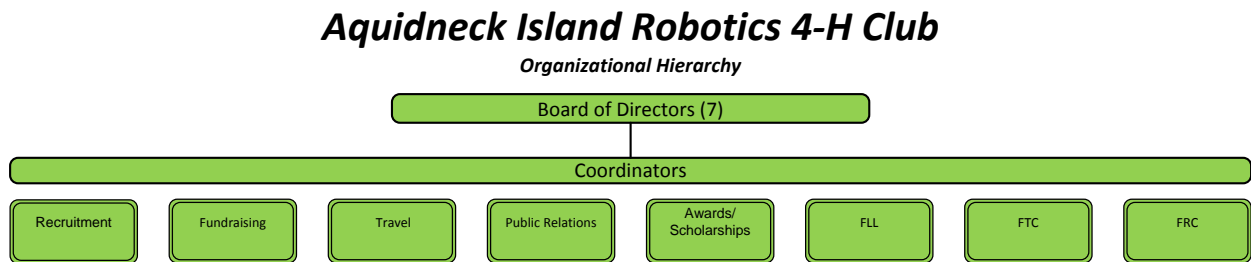 Aquidneck Island Robotics 4-H Club
Organizational Hierarchy
Board of Directors (7)
Coordinators
Recruitment
Fundraising
Travel
Public Relations
Awards/
Scholarships
FLL
FTC
FRC